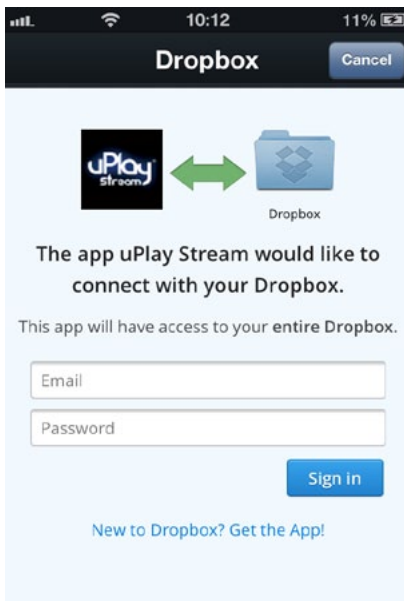 10:12
11%
Dropbox
Cancel
uPlay
stream
Dropbox
The app uPlay Stream would like to
connect with your Dropbox.
This app will have access to your entire Dropbox.
Email
Password
Sign in
New to Dropbox? Get the App!